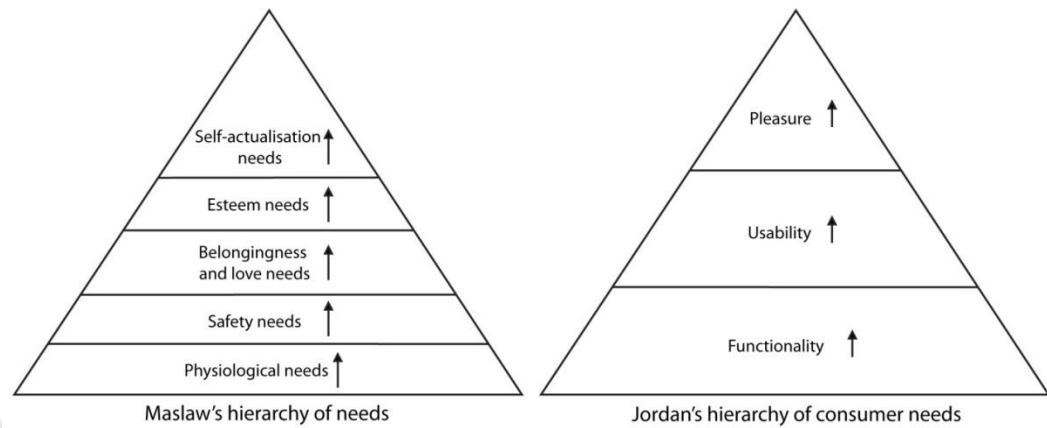 Self-actualisation
needs
Esteem needs
Belongingness
and love needs
Safety needs
Physiological needs
Maslaw's hierarchy of needs
Pleasure
Usability
Functionality
Jordan's hierarchy of consumer needs